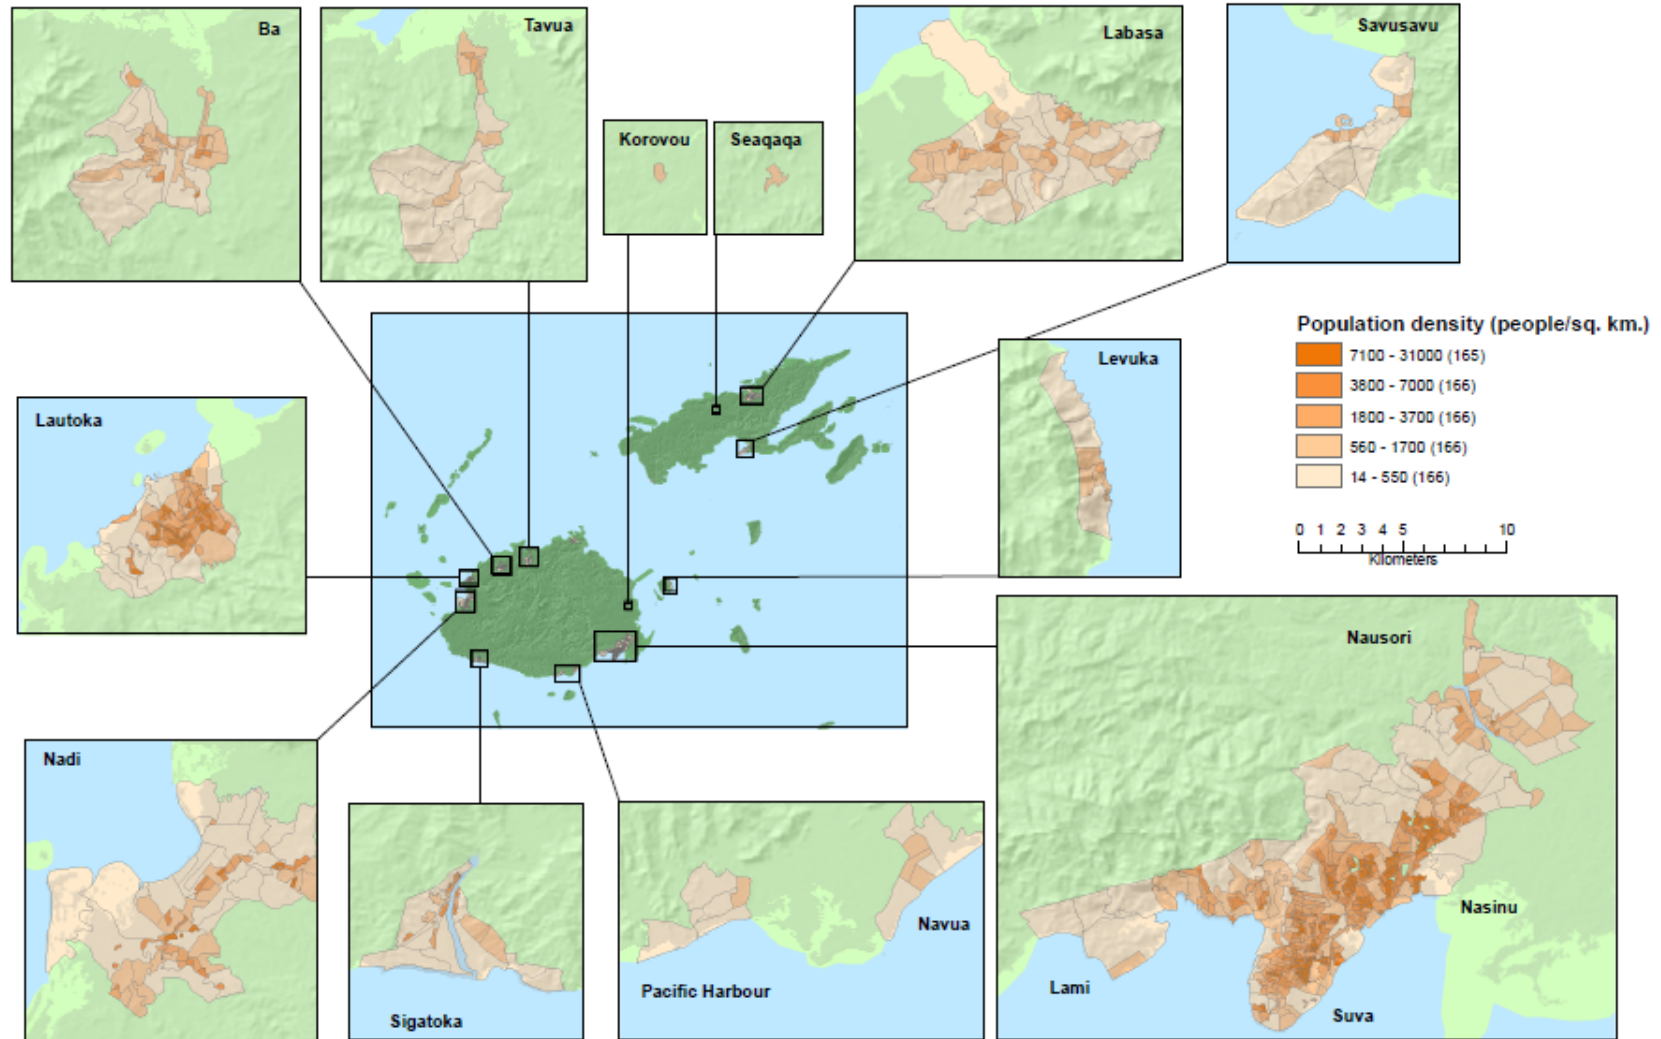 Ba
Tavua
Korovou
Seaqaqa
Labasa
Savusavu
Population density (people/sq. km.)
7100 - 31000 (165)
3800 - 7000 (166)
1800 - 3700 (166)
560 - 1700 (166)
14 - 550 (166)
0 1 2 3 4 5 10
Kilometers
Levuka
Lautoka
Nausori
Nasinu
Lami
Suva
Nadi
Sigatoka
Navua
Pacific Harbour